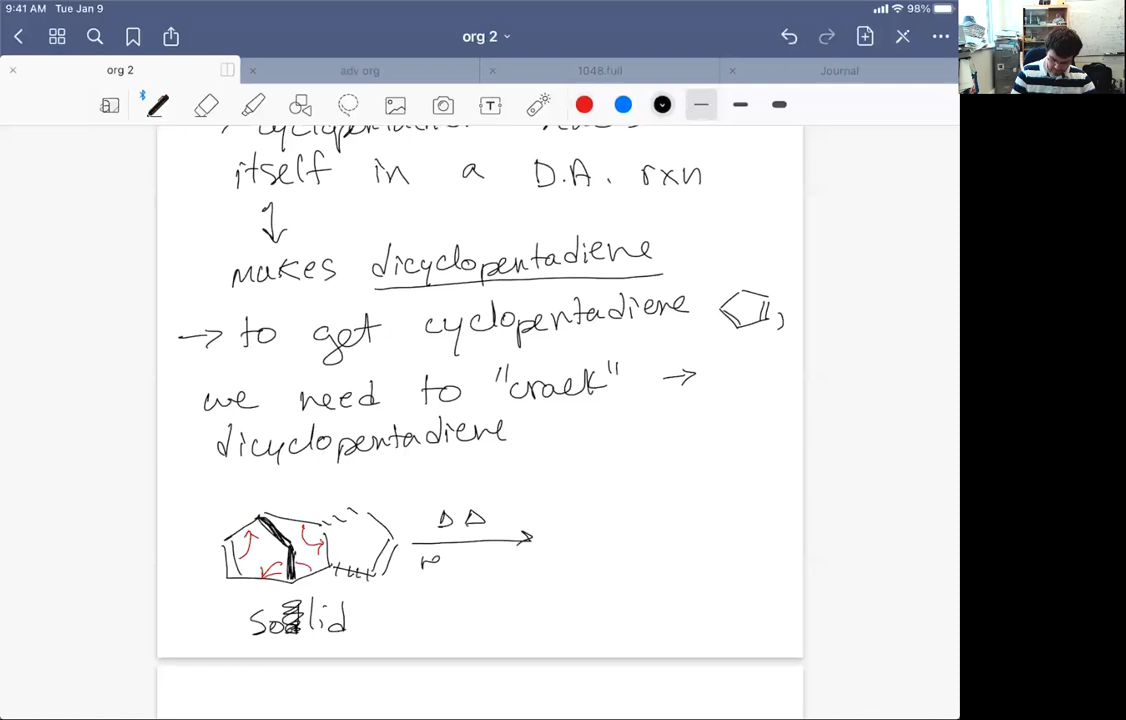 9:41 AM Tue Jan 9
98%
org 2
org 2
adv org
1048.full
Journal
itself in a D.A. rxn
makes dicyclopentadiene
→ to get cyclopentadiene ,
we need to "crack" →
dicyclopentadiene
Δ Δ
solid